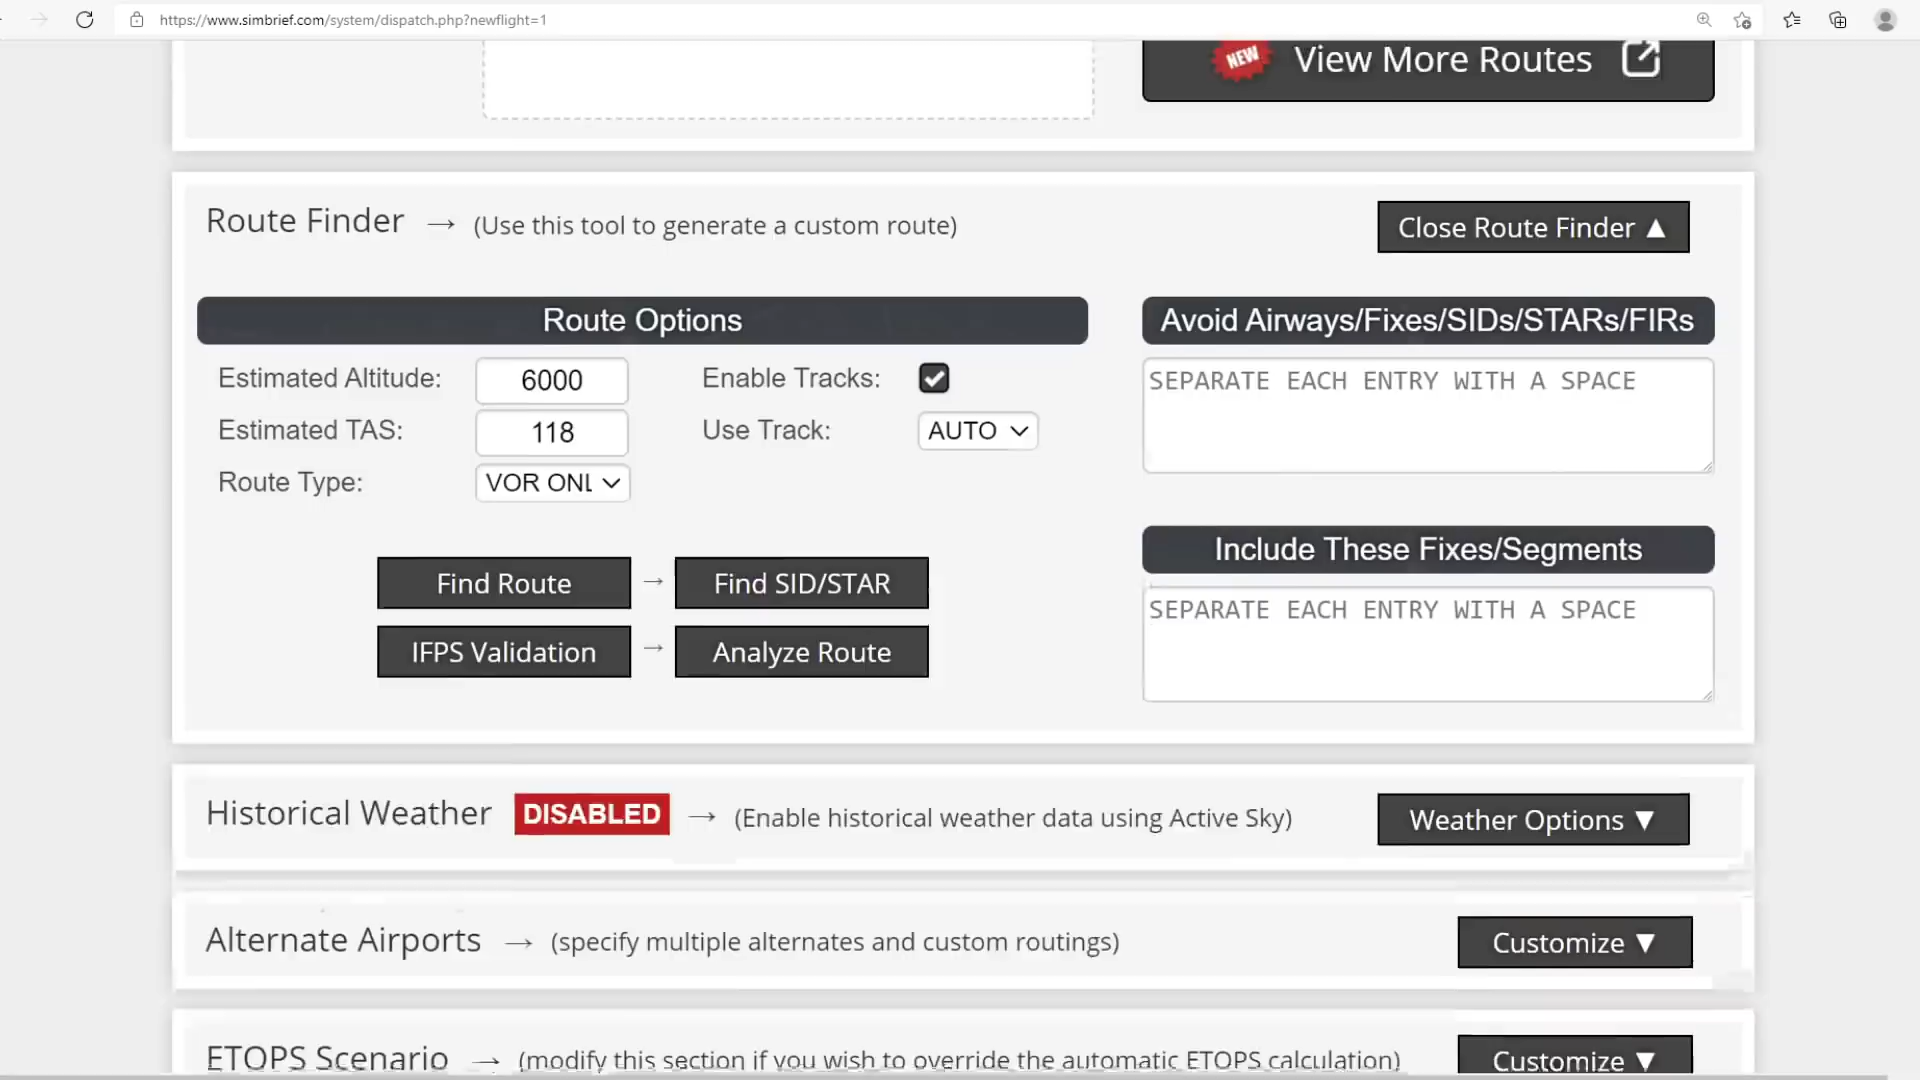 https://www.simbrief.com/system/dispatch.php?newflight=1
NEW View More Routes
Route Finder → (Use this tool to generate a custom route)
Close Route Finder ▲
Route Options
Avoid Airways/Fixes/SIDs/STARs/FIRs
Estimated Altitude: 6000 Enable Tracks:
SEPARATE EACH ENTRY WITH A SPACE
Estimated TAS: 118 Use Track: AUTO
Route Type: VOR ONL
Include These Fixes/Segments
Find Route → Find SID/STAR
SEPARATE EACH ENTRY WITH A SPACE
IFPS Validation → Analyze Route
Historical Weather DISABLED → (Enable historical weather data using Active Sky)
Weather Options ▼
Alternate Airports → (specify multiple alternates and custom routings)
Customize ▼
ETOPS Scenario → (modify this section if you wish to override the automatic ETOPS calculation)
Customize ▼